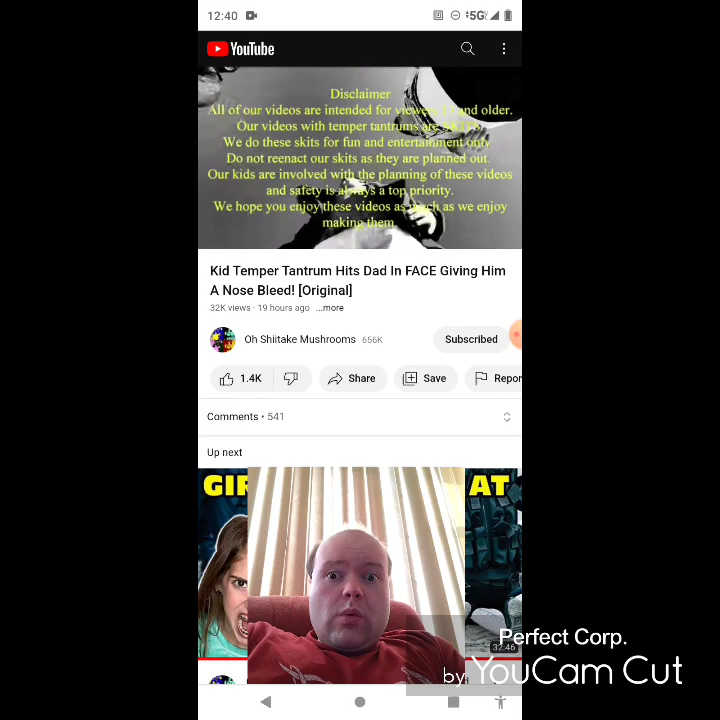 12:40
5G
YouTube
Disclaimer
All of our videos are intended for viewers and older.
Our videos with temper tantrums are
We do these skits for fun and entertainment only.
Do not reenact our skits as they are planned out.
Our kids are involved with the planning of these videos
and safety is always a top priority.
We hope you enjoy these videos as much as we enjoy
making them.
Kid Temper Tantrum Hits Dad In FACE Giving Him
A Nose Bleed! [Original]
32K views · 19 hours ago ...more
Oh Shiitake Mushrooms 656K
Subscribed
1.4K
Share
Save
Repor
Comments • 541
Up next
GIR
AT
32:46
Perfect Corp.
by YouCam Cut